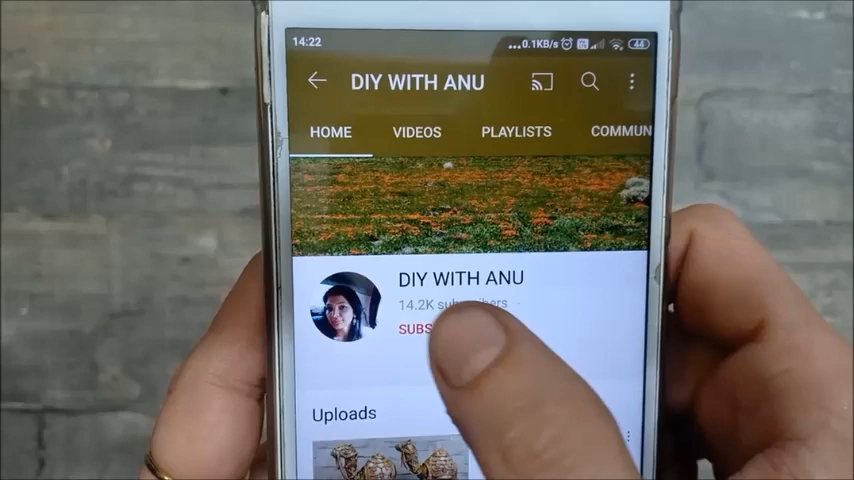 14:22 ...0.1KB/s 44
DIY WITH ANU
HOME VIDEOS PLAYLISTS COMMUN
DIY WITH ANU
14.2K subscribers
SUBS
Uploads